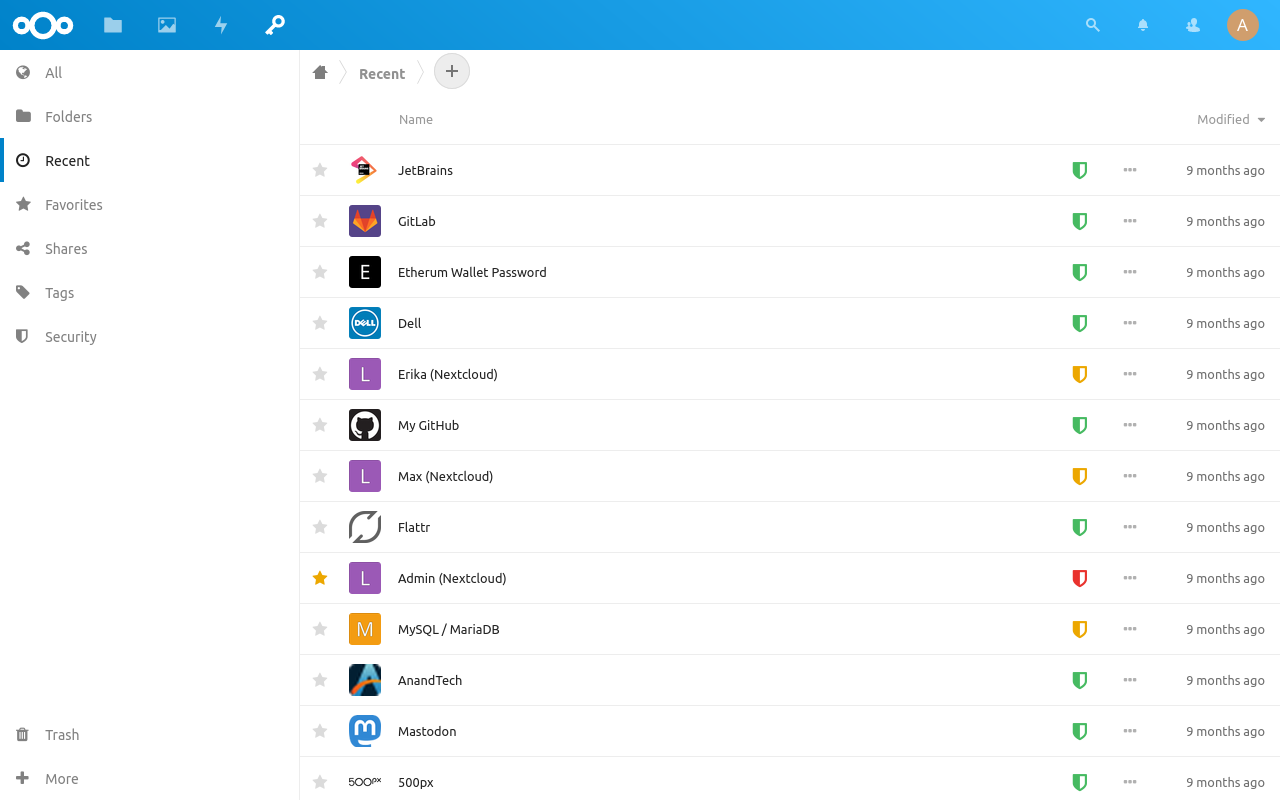 A
All
Folders
Recent
Favorites
Shares
Tags
Security
Trash
More
Recent
Name Modified
JetBrains 9 months ago
GitLab 9 months ago
E Etherum Wallet Password 9 months ago
DELL Dell 9 months ago
L Erika (Nextcloud) 9 months ago
My GitHub 9 months ago
L Max (Nextcloud) 9 months ago
Flattr 9 months ago
L Admin (Nextcloud) 9 months ago
M MySQL / MariaDB 9 months ago
AnandTech 9 months ago
m Mastodon 9 months ago
500px 500px 9 months ago